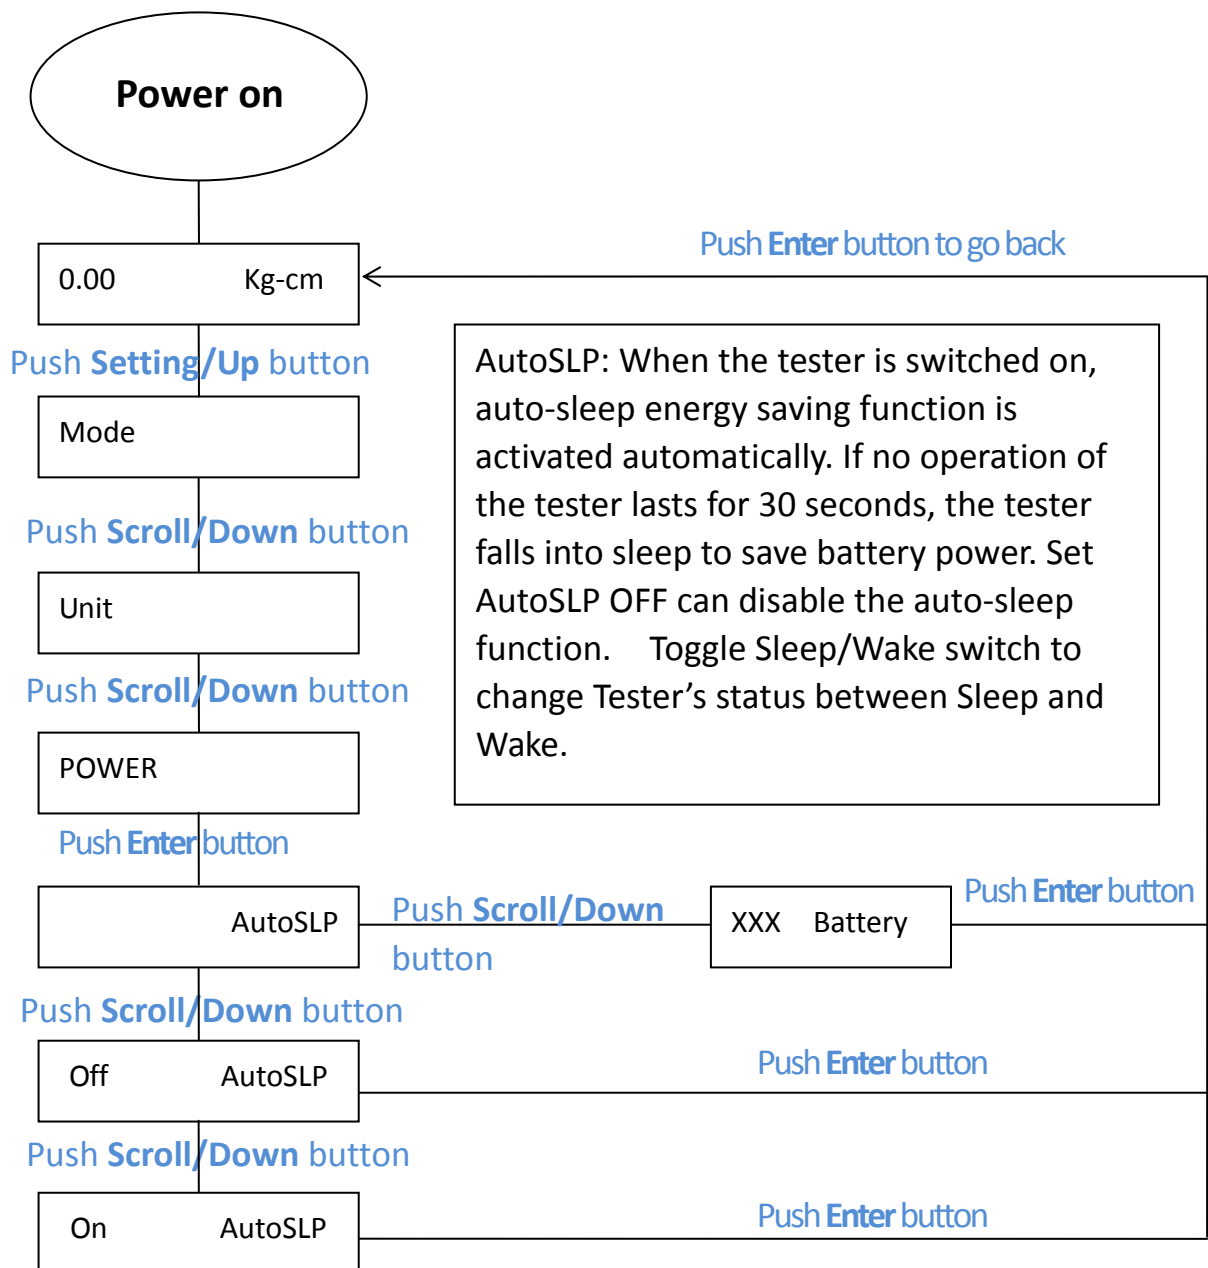 Power on
Push Enter button to go back
0.00 Kg-cm
Push Setting/Up button
Mode
Push Scroll/Down button
Unit
Push Scroll/Down button
POWER
Push Enter button
AutoSLP: When the tester is switched on,
auto-sleep energy saving function is
activated automatically. If no operation of
the tester lasts for 30 seconds, the tester
falls into sleep to save battery power. Set
AutoSLP OFF can disable the auto-sleep
function. Toggle Sleep/Wake switch to
change Tester’s status between Sleep and
Wake.
AutoSLP
Push Scroll/Down
button
XXX Battery
Push Enter button
Push Scroll/Down button
Off AutoSLP
Push Enter button
Push Scroll/Down button
On AutoSLP
Push Enter button